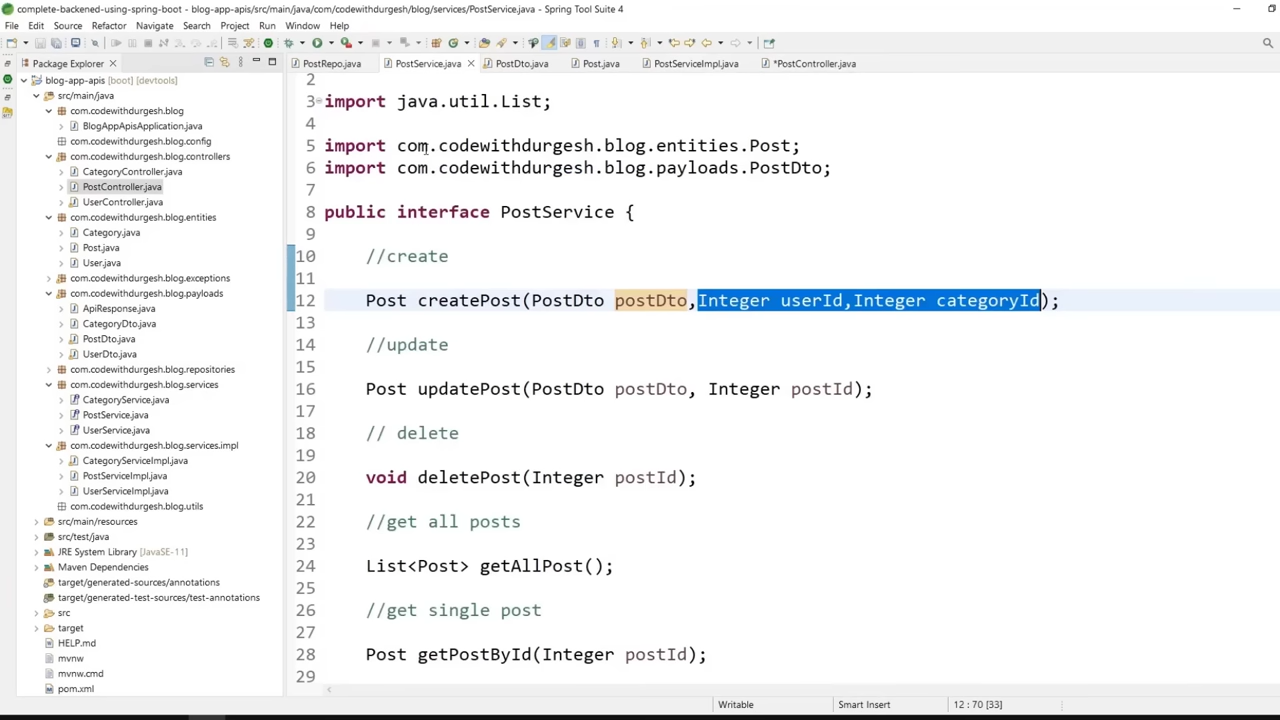 complete-backened-using-spring-boot - blog-app-apis/src/main/java/com/codewithdurgesh/blog/services/PostService.java - Spring Tool Suite 4
File Edit Source Refactor Navigate Search Project Run Window Help
Package Explorer
PostRepo.java PostService.java PostDto.java Post.java PostServiceImpl.java *PostController.java
blog-app-apis [boot] [devtools]
src/main/java
com.codewithdurgesh.blog
BlogAppApisApplication.java
com.codewithdurgesh.blog.config
com.codewithdurgesh.blog.controllers
CategoryController.java
PostController.java
UserController.java
com.codewithdurgesh.blog.entities
Category.java
Post.java
User.java
com.codewithdurgesh.blog.exceptions
com.codewithdurgesh.blog.payloads
ApiResponse.java
CategoryDto.java
PostDto.java
UserDto.java
com.codewithdurgesh.blog.repositories
com.codewithdurgesh.blog.services
CategoryService.java
PostService.java
UserService.java
com.codewithdurgesh.blog.services.impl
CategoryServiceImpl.java
PostServiceImpl.java
UserServiceImpl.java
com.codewithdurgesh.blog.utils
src/main/resources
src/test/java
JRE System Library [JavaSE-11]
Maven Dependencies
target/generated-sources/annotations
target/generated-test-sources/test-annotations
src
target
HELP.md
mvnw
mvnw.cmd
pom.xml
2
3 import java.util.List;
4
5 import com.codewithdurgesh.blog.entities.Post;
6 import com.codewithdurgesh.blog.payloads.PostDto;
7
8 public interface PostService {
9
10 //create
11
12 Post createPost(PostDto postDto,Integer userId,Integer categoryId);
13
14 //update
15
16 Post updatePost(PostDto postDto, Integer postId);
17
18 // delete
19
20 void deletePost(Integer postId);
21
22 //get all posts
23
24 List<Post> getAllPost();
25
26 //get single post
27
28 Post getPostById(Integer postId);
29
Writable Smart Insert 12 : 70 [33]